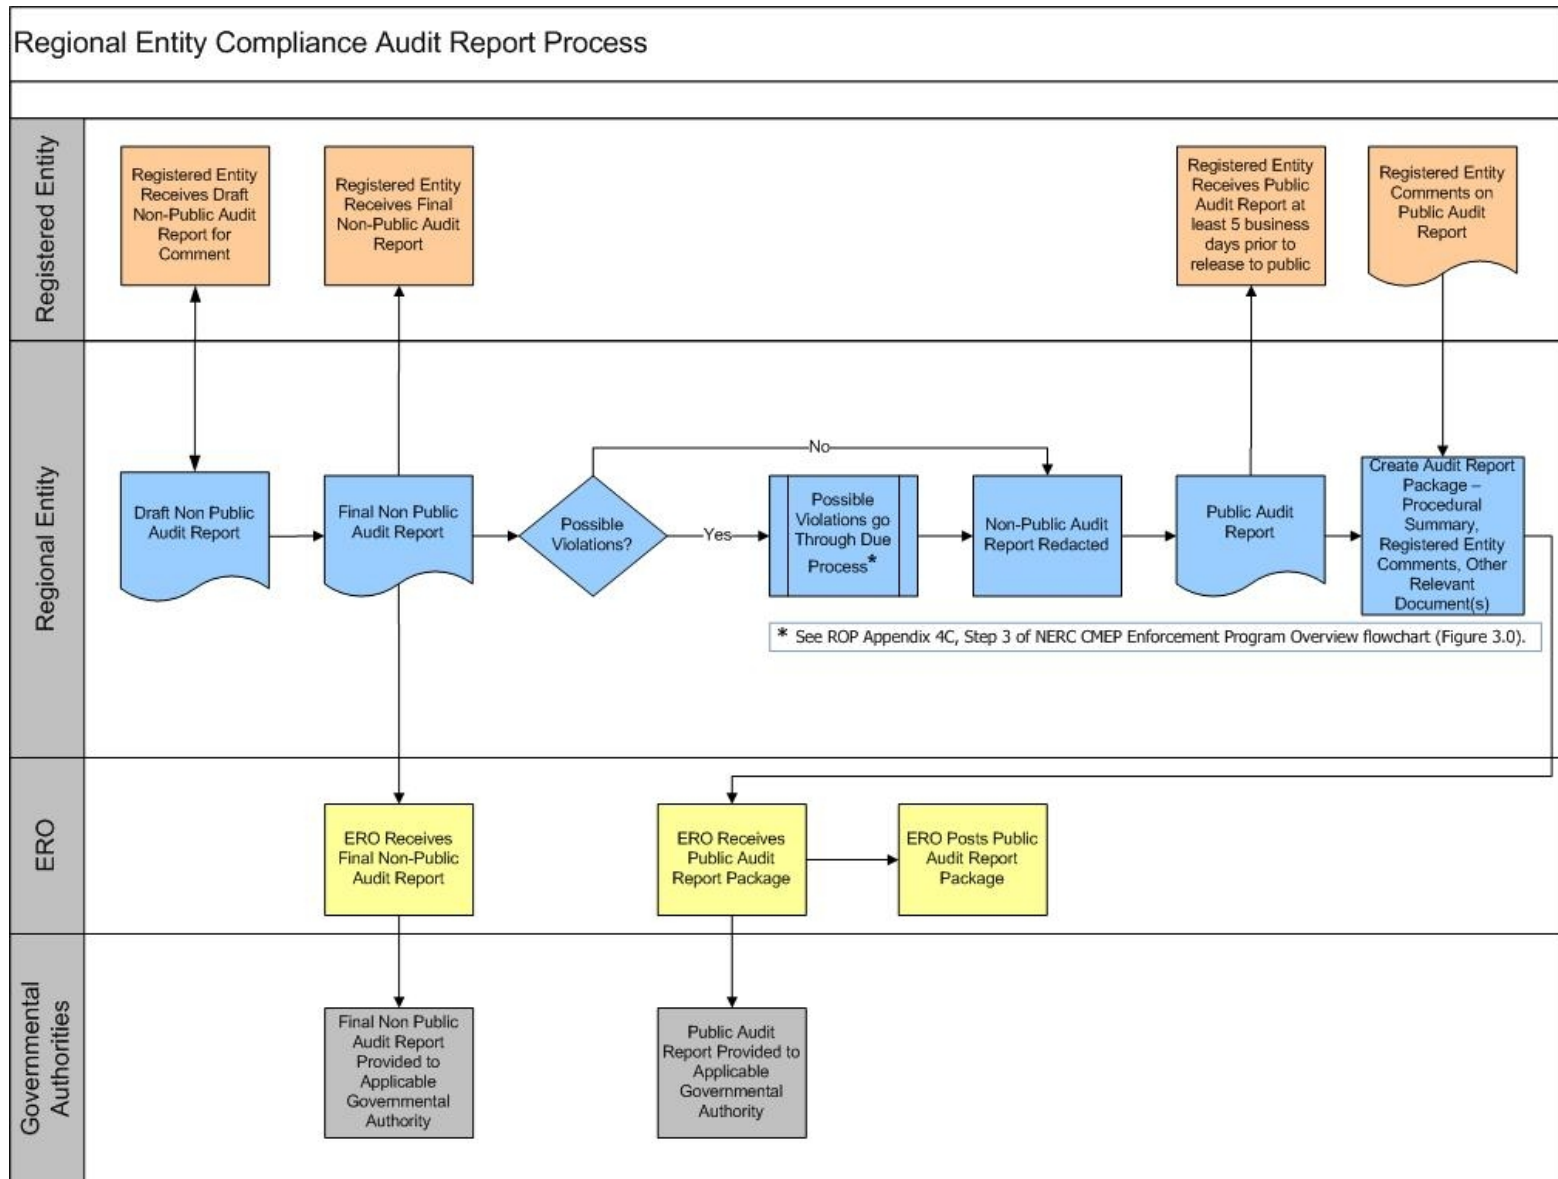 Regional Entity Compliance Audit Report Process
Registered Entity
Registered Entity
Receives Draft
Non-Public Audit
Report for
Comment
Registered Entity
Receives Final
Non-Public Audit
Report
Registered Entity
Receives Public
Audit Report at
least 5 business
days prior to
release to public
Registered Entity
Comments on
Public Audit
Report
Regional Entity
Draft Non Public
Audit Report
Final Non Public
Audit Report
Possible
Violations?
No
Yes
Possible
Violations go
Through Due
Process*
Non-Public Audit
Report Redacted
Public Audit
Report
Create Audit Report
Package –
Procedural
Summary,
Registered Entity
Comments, Other
Relevant
Document(s)
* See ROP Appendix 4C, Step 3 of NERC CMEP Enforcement Program Overview flowchart (Figure 3.0).
ERO
ERO Receives
Final Non-Public
Audit Report
ERO Receives
Public Audit
Report Package
ERO Posts Public
Audit Report
Package
Governmental
Authorities
Final Non Public
Audit Report
Provided to
Applicable
Governmental
Authority
Public Audit
Report Provided to
Applicable
Governmental
Authority